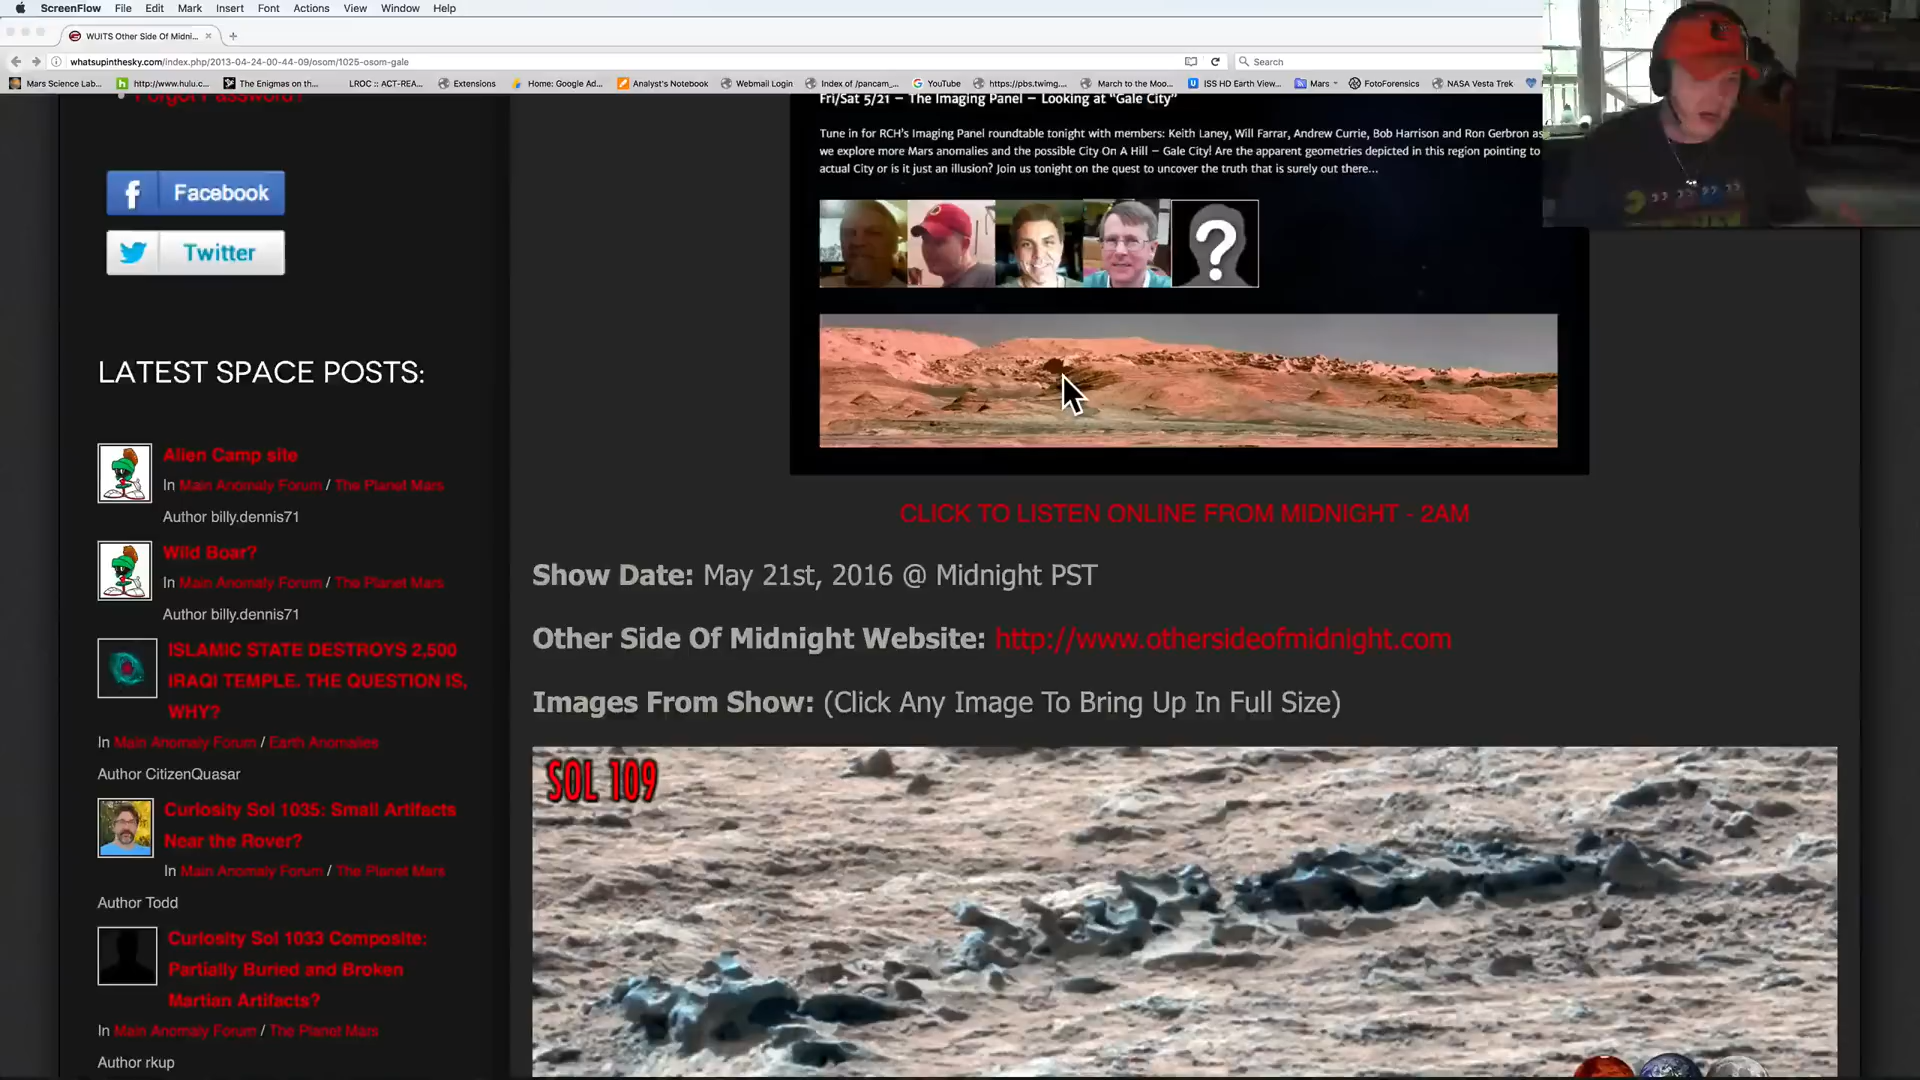 ScreenFlow File Edit Mark Insert Font Actions View Window Help
WUITS Other Side Of Midni...
whatsupinthesky.com/index.php/2013-04-24-00-44-09/osom/1025-osom-gale
Search
Mars Science Lab... http://www.hulu.c... The Enigmas on th... LROC :: ACT-REA... Extensions Home: Google Ad... Analyst's Notebook Webmail Login Index of /pancam_... YouTube https://pbs.twimg.... March to the Moo... ISS HD Earth View... Mars FotoForensics NASA Vesta Trek
Forgot Password?
Facebook
Twitter
LATEST SPACE POSTS:
Alien Camp site
In Main Anomaly Forum / The Planet Mars
Author billy.dennis71
Wild Boar?
In Main Anomaly Forum / The Planet Mars
Author billy.dennis71
ISLAMIC STATE DESTROYS 2,500
IRAQI TEMPLE. THE QUESTION IS,
WHY?
In Main Anomaly Forum / Earth Anomalies
Author CitizenQuasar
Curiosity Sol 1035: Small Artifacts
Near the Rover?
In Main Anomaly Forum / The Planet Mars
Author Todd
Curiosity Sol 1033 Composite:
Partially Buried and Broken
Martian Artifacts?
In Main Anomaly Forum / The Planet Mars
Author rkup
Fri/Sat 5/21 – The Imaging Panel – Looking at “Gale City”
Tune in for RCH's Imaging Panel roundtable tonight with members: Keith Laney, Will Farrar, Andrew Currie, Bob Harrison and Ron Gerbron as
we explore more Mars anomalies and the possible City On A Hill – Gale City! Are the apparent geometries depicted in this region pointing to
actual City or is it just an illusion? Join us tonight on the quest to uncover the truth that is surely out there...
?
CLICK TO LISTEN ONLINE FROM MIDNIGHT - 2AM
Show Date: May 21st, 2016 @ Midnight PST
Other Side Of Midnight Website: http://www.othersideofmidnight.com
Images From Show: (Click Any Image To Bring Up In Full Size)
SOL 109